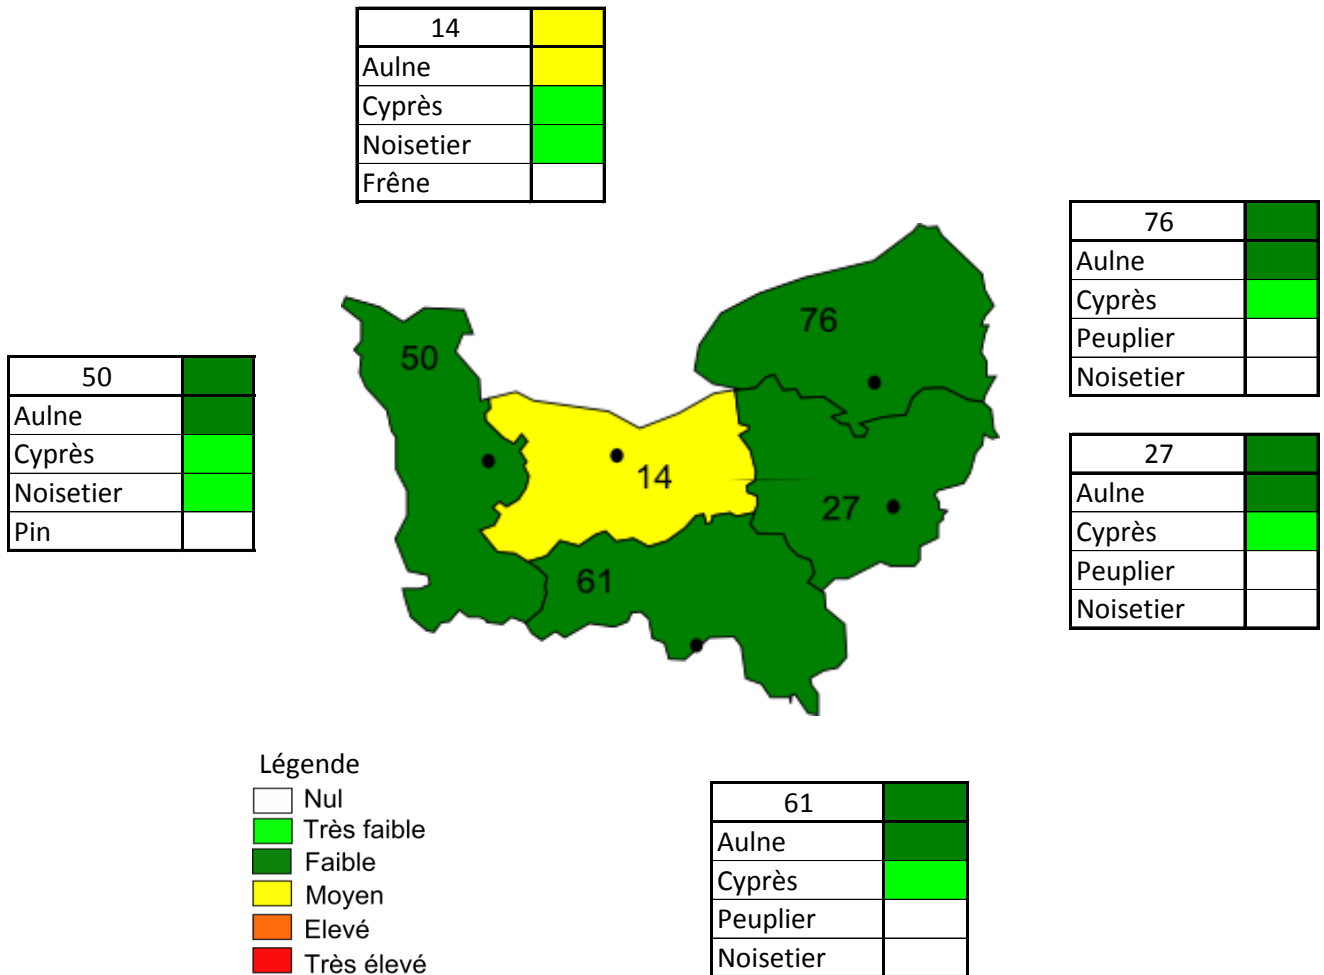 14
Aulne
Cyprès
Noisetier
Frêne
76
Aulne
Cyprès
Peuplier
Noisetier
50
Aulne
Cyprès
Noisetier
Pin
27
Aulne
Cyprès
Peuplier
Noisetier
76
50
14
27
61
Légende
Nul
Très faible
Faible
Moyen
Elevé
Très élevé
61
Aulne
Cyprès
Peuplier
Noisetier